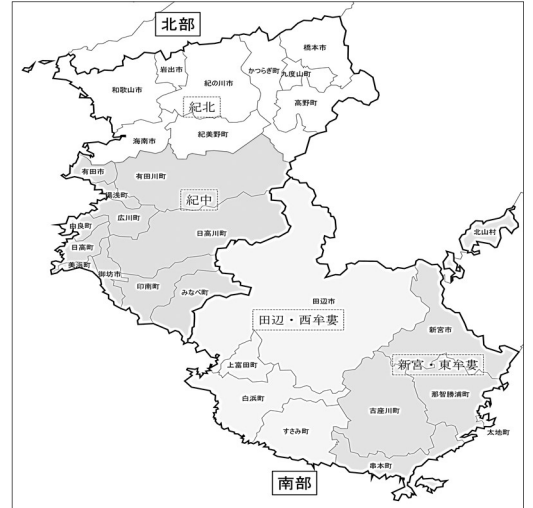 北部
橋本市
岩出市
紀の川市
かつらぎ町
九度山町
和歌山市
紀北
高野町
海南市
紀美野町
有田市
有田川町
湯浅町
紀中
広川町
由良町
日高川町
北山村
日高町
美浜町
御坊市
印南町
みなべ町
田辺市
田辺・西牟婁
新宮市
上富田町
新宮・東牟婁
白浜町
那智勝浦町
古座川町
すさみ町
太地町
串本町
南部